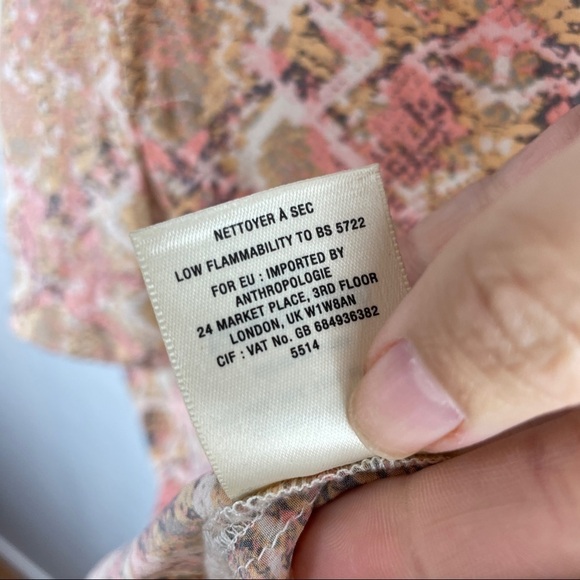 NETTOYER À SEC
LOW FLAMMABILITY TO BS 5722
FOR EU : IMPORTED BY
ANTHROPOLOGIE
24 MARKET PLACE, 3RD FLOOR
LONDON, UK W1W8AN
CIF : VAT No. GB 684936382
5514